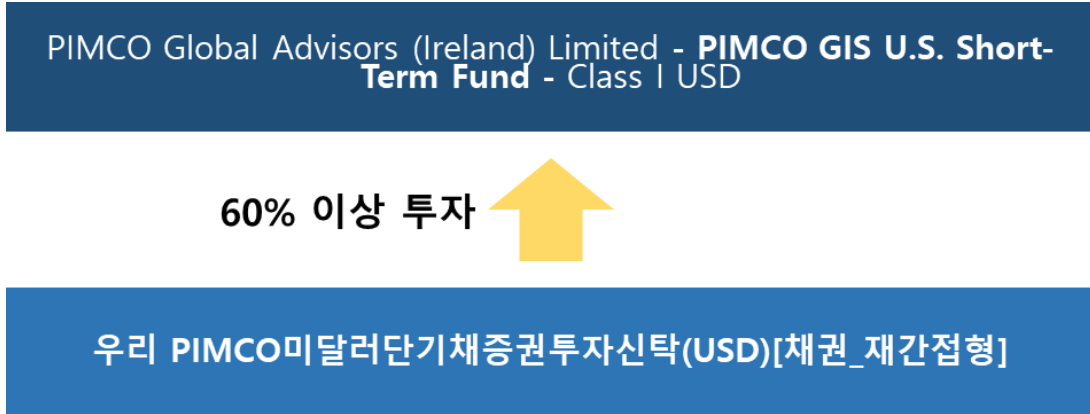 PIMCO Global Advisors (Ireland) Limited - PIMCO GIS U.S. Short-
Term Fund - Class I USD
60% 이상 투자
우리 PIMCO미달러단기채증권투자신탁(USD)[채권_재간접형]